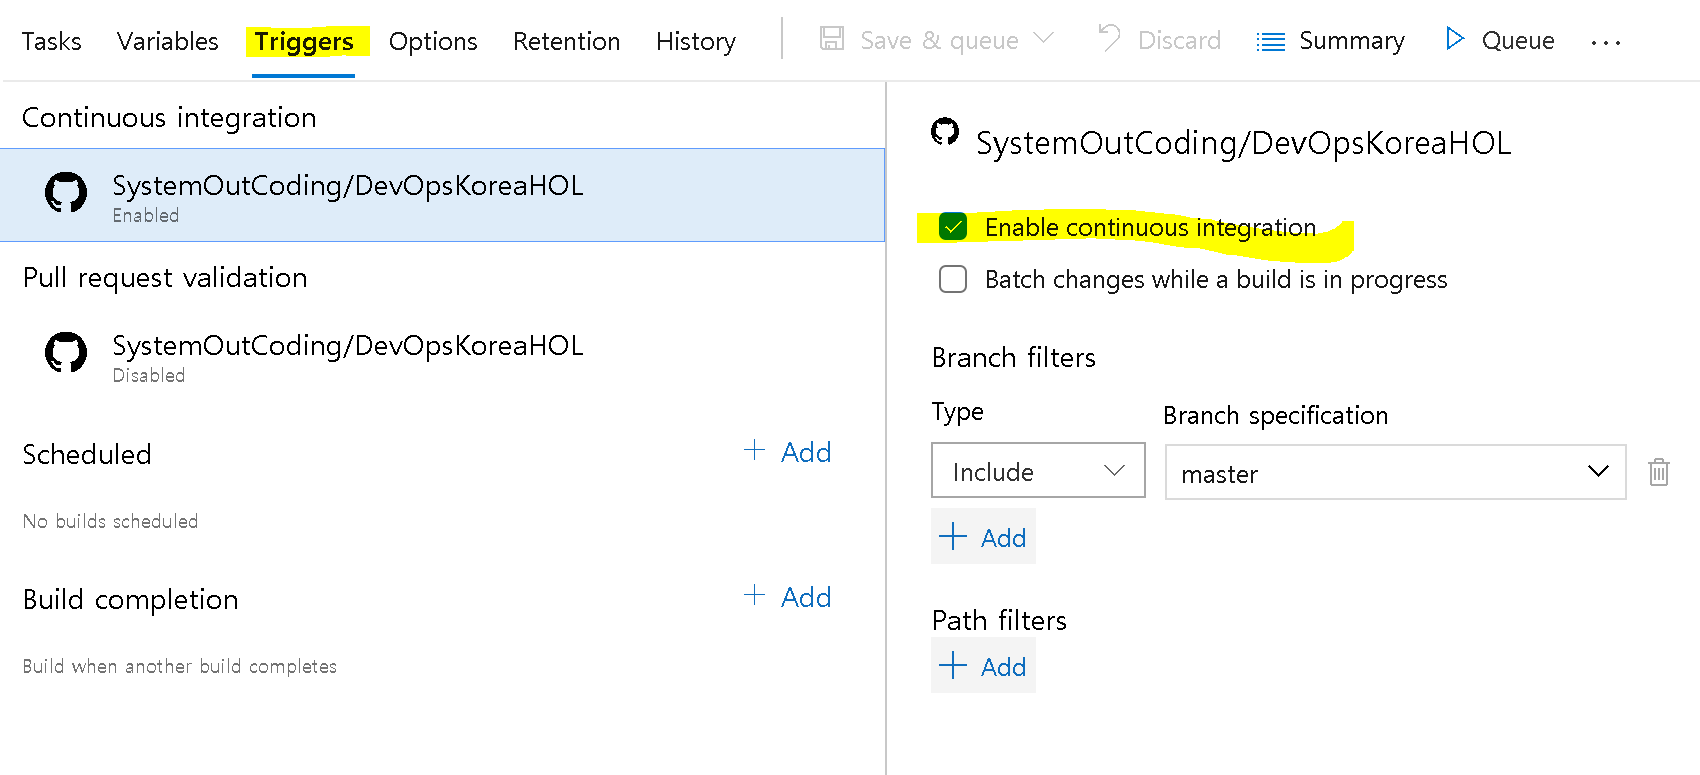 Tasks Variables Triggers Options Retention History Save & queue Discard Summary Queue ...
Continuous integration
SystemOutCoding/DevOpsKoreaHOL
Enabled
Pull request validation
SystemOutCoding/DevOpsKoreaHOL
Disabled
Scheduled + Add
No builds scheduled
Build completion + Add
Build when another build completes
SystemOutCoding/DevOpsKoreaHOL
Enable continuous integration
Batch changes while a build is in progress
Branch filters
Type Branch specification
Include master
+ Add
Path filters
+ Add